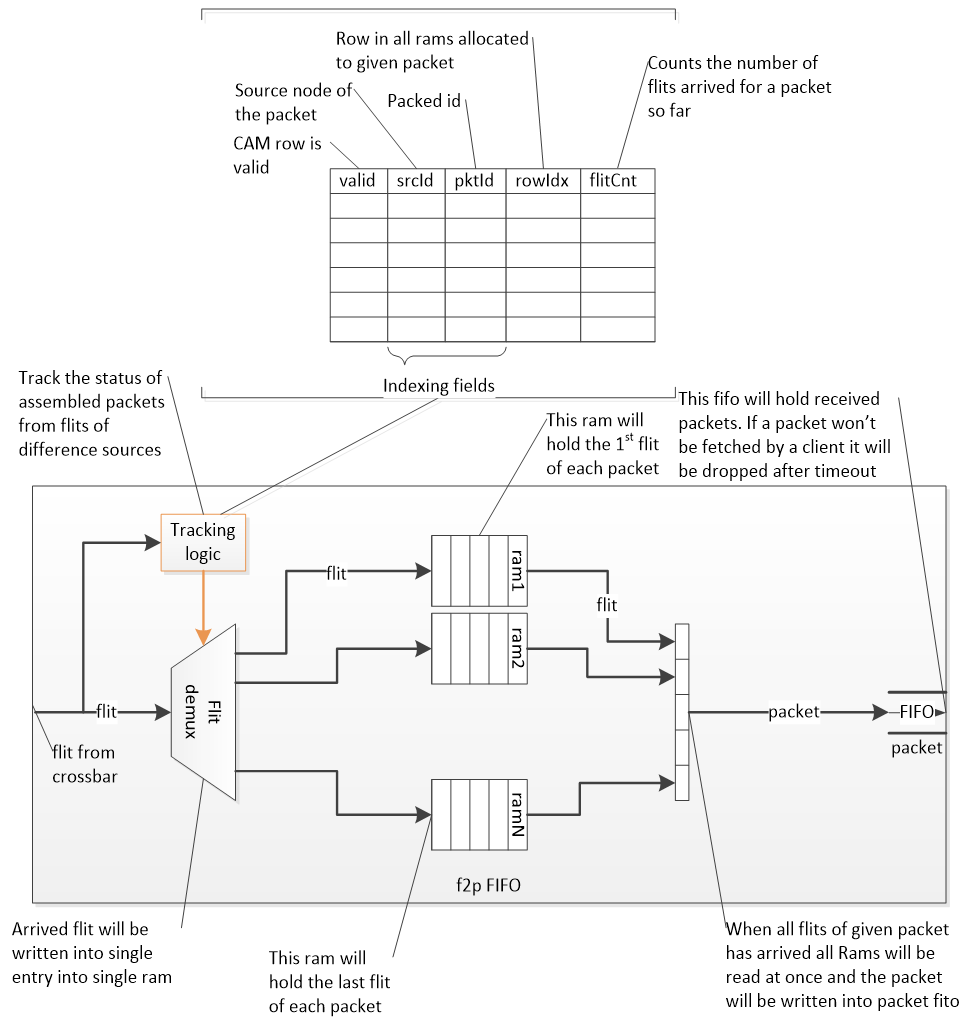 Row in all rams allocated
to given packet
Counts the number of
flits arrived for a packet
so far
Source node of
the packet
Packed id
CAM row is
valid
valid srcId pktId rowIdx flitCnt
Indexing fields
Track the status of
assembled packets
from flits of
difference sources
This ram will
hold the 1st flit
of each packet
This fifo will hold received
packets. If a packet won't
be fetched by a client it will
be dropped after timeout
Tracking
logic
flit
ram1
flit
ram2
flit
Flit
demux
packet
FIFO
packet
flit from
crossbar
ramN
f2p FIFO
Arrived flit will be
written into single
entry into single ram
This ram will
hold the last flit
of each packet
When all flits of given packet
has arrived all Rams will be
read at once and the packet
will be written into packet fito